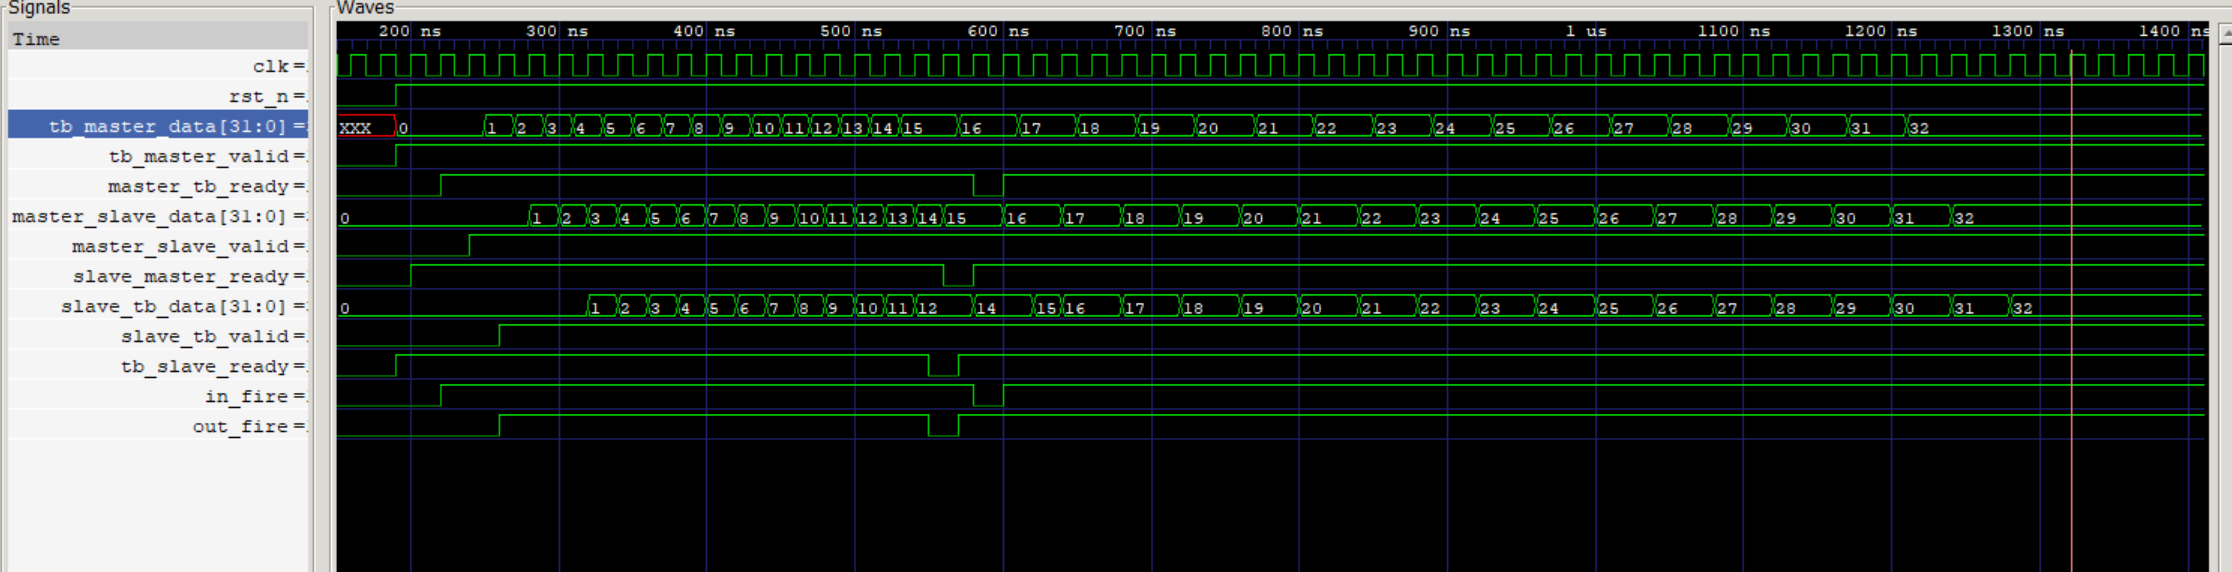 Signals
Waves
Time
200 ns 300 ns 400 ns 500 ns 600 ns 700 ns 800 ns 900 ns 1 us 1100 ns 1200 ns 1300 ns 1400 ns
clk=
rst_n=
tb_master_data[31:0]= XXX 0 1 2 3 4 5 6 7 8 9 10 11 12 13 14 15 16 17 18 19 20 21 22 23 24 25 26 27 28 29 30 31 32
tb_master_valid=
master_tb_ready=
master_slave_data[31:0]= 0 1 2 3 4 5 6 7 8 9 10 11 12 13 14 15 16 17 18 19 20 21 22 23 24 25 26 27 28 29 30 31 32
master_slave_valid=
slave_master_ready=
slave_tb_data[31:0]= 0 1 2 3 4 5 6 7 8 9 10 11 12 14 15 16 17 18 19 20 21 22 23 24 25 26 27 28 29 30 31 32
slave_tb_valid=
tb_slave_ready=
in_fire=
out_fire=